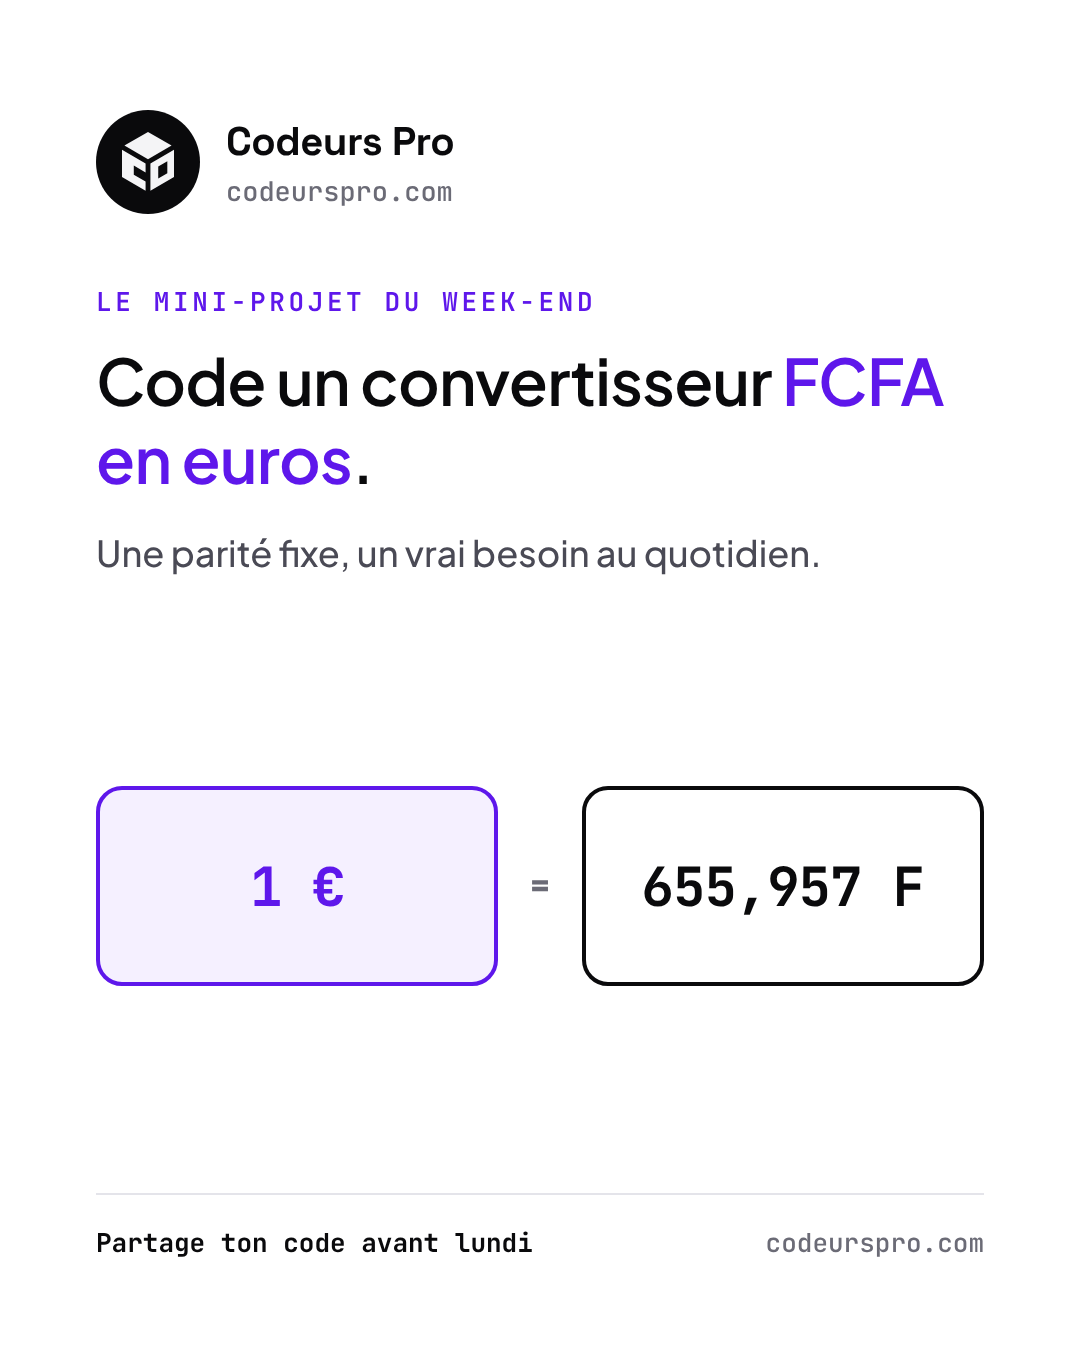 Codeurs Pro
codeurspro.com
LE MINI-PROJET DU WEEK-END
Code un convertisseur FCFA
en euros.
Une parité fixe, un vrai besoin au quotidien.
1 € = 655,957 F
Partage ton code avant lundi
codeurspro.com